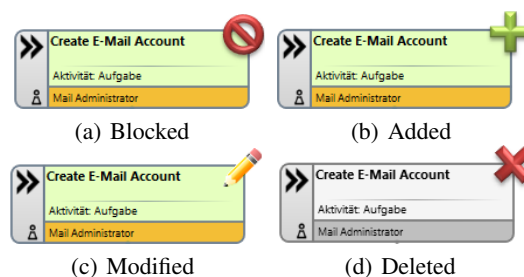 Create E-Mail Account
Aktivität: Aufgabe
Mail Administrator
(a) Blocked
Create E-Mail Account
Aktivität: Aufgabe
Mail Administrator
(b) Added
Create E-Mail Account
Aktivität: Aufgabe
Mail Administrator
(c) Modified
Create E-Mail Account
Aktivität: Aufgabe
Mail Administrator
(d) Deleted